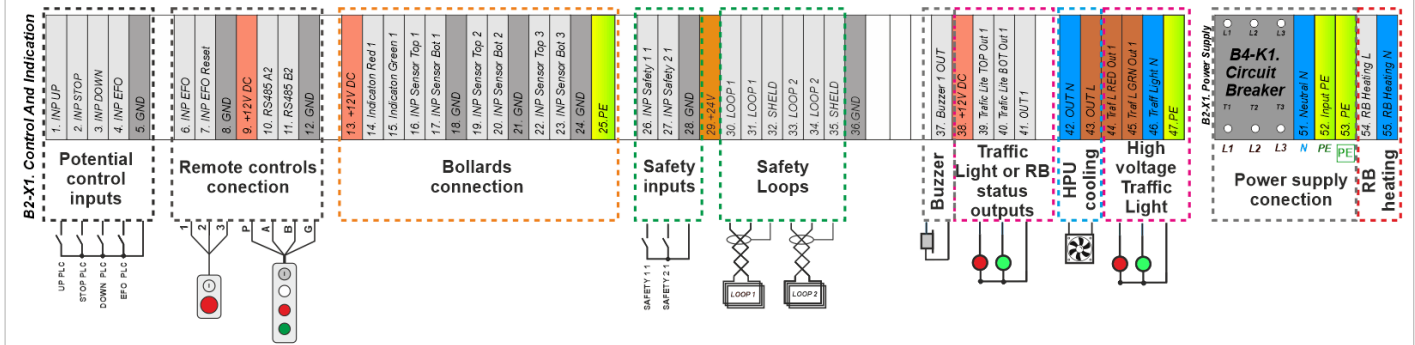 B2-X1. Control And Indication
1. INP UP
2. INP STOP
3. INP DOWN
4. INP EFO
5. GND
6. INP EFO
7. INP EFO Reset
8. GND
9. +12V DC
10. RS485 A2
11. RS485 B2
12. GND
13. +12V DC
14. Indicaton Red 1
15. Indicaton Green 1
16. INP Sensor Top 1
17. INP Sensor Bot 1
18. GND
19. INP Sensor Top 2
20. INP Sensor Bot 2
21. GND
22. INP Sensor Top 3
23. INP Sensor Bot 3
24. GND
25.PE
26. INP Safety 1 1
27. INP Safety 2 1
28. GND
29.+24V
30. LOOP 1
31. LOOP 1
32. SHIELD
33. LOOP 2
34. LOOP 2
35. SHIELD
36.GND
37. Buzzer 1 OUT
38. +12V DC
39. Trafic Lite TOP Out 1
40. Trafic Lite BOT Out 1
41. OUT 1
42. OUT N
43. OUT L
44. Traf L RED Out 1
45. Traf L GRN Out 1
46. Traff Light N
47.PE
B2-X1. Power Supply
L1 L2 L3
B4-K1.
Circuit
Breaker
T1 T2 T3
51. Neutral N
52. Input PE
53. PE
54. RB Heating L
55. RB Heating N
L1 L2 L3 N PE PE
Potential
control
inputs
Remote controls
conection
Bollards
connection
Safety
inputs
Safety
Loops
Buzzer
Traffic
Light or RB
status
outputs
HPU
cooling
High
voltage
Traffic
Light
Power supply
conection
RB
heating
UP PLC
STOP PLC
DOWN PLC
EFO PLC
1
2
3
P
A
B
G
SAFETY 1 1
SAFETY 2 1
LOOP 1
LOOP 2